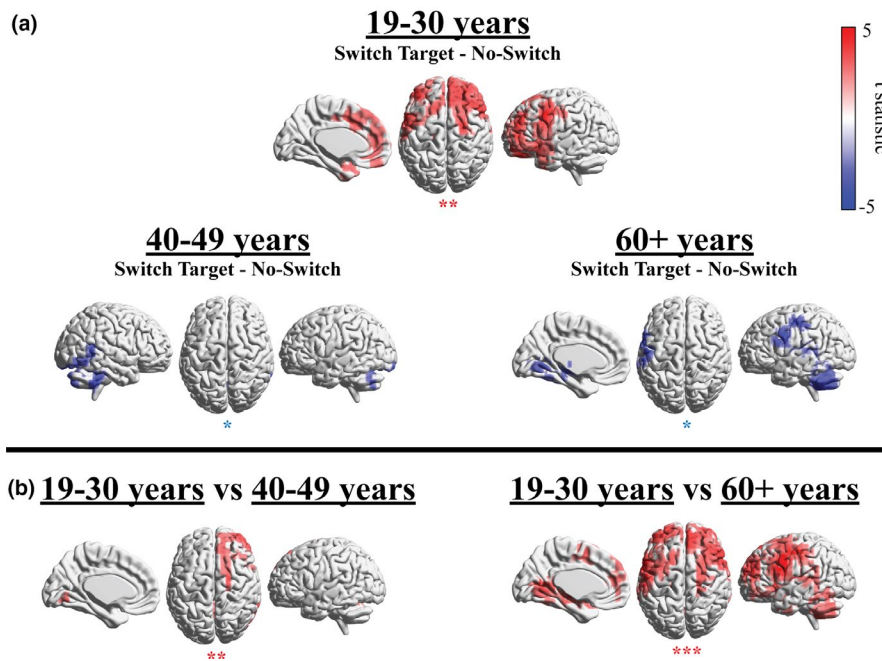 (a)
19-30 years
Switch Target - No-Switch
5
t statistic
-5
**
40-49 years
Switch Target - No-Switch
60+ years
Switch Target - No-Switch
*
*
(b)
19-30 years vs 40-49 years
19-30 years vs 60+ years
**
***